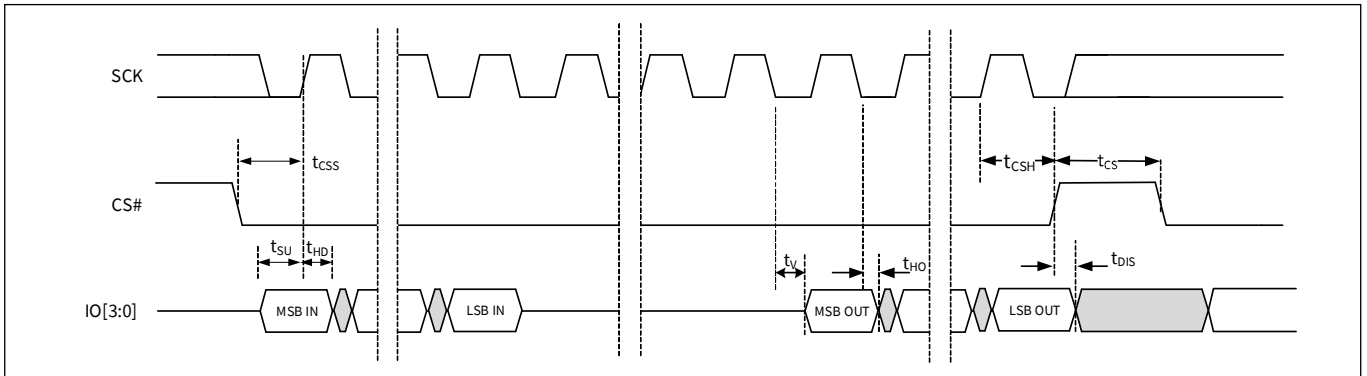 SCK
tCSS
tCSH
tCS
CS#
tSU
tHD
tV
tHO
tDIS
IO[3:0]
MSB IN
LSB IN
MSB OUT
LSB OUT